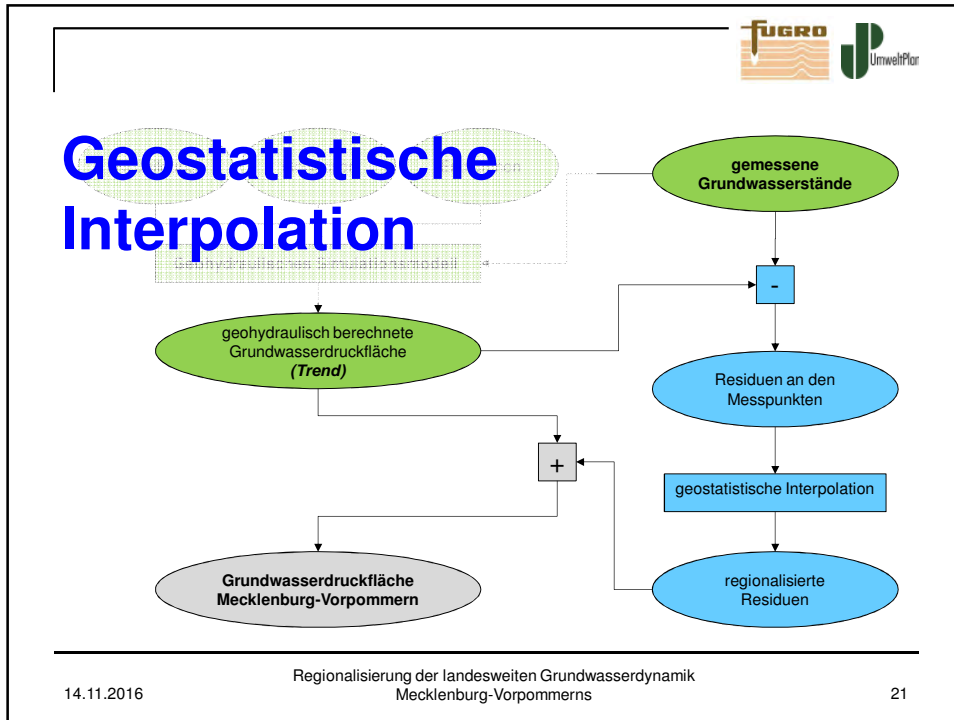 FUGRO
UmweltPlan
Geostatistische
Interpolation
gemessene
Grundwasserstände
-
geohydraulisch berechnete
Grundwasserdruckfläche
(Trend)
Residuen an den
Messpunkten
+
geostatistische Interpolation
Grundwasserdruckfläche
Mecklenburg-Vorpommern
regionalisierte
Residuen
Regionalisierung der landesweiten Grundwasserdynamik
14.11.2016 Mecklenburg-Vorpommerns 21